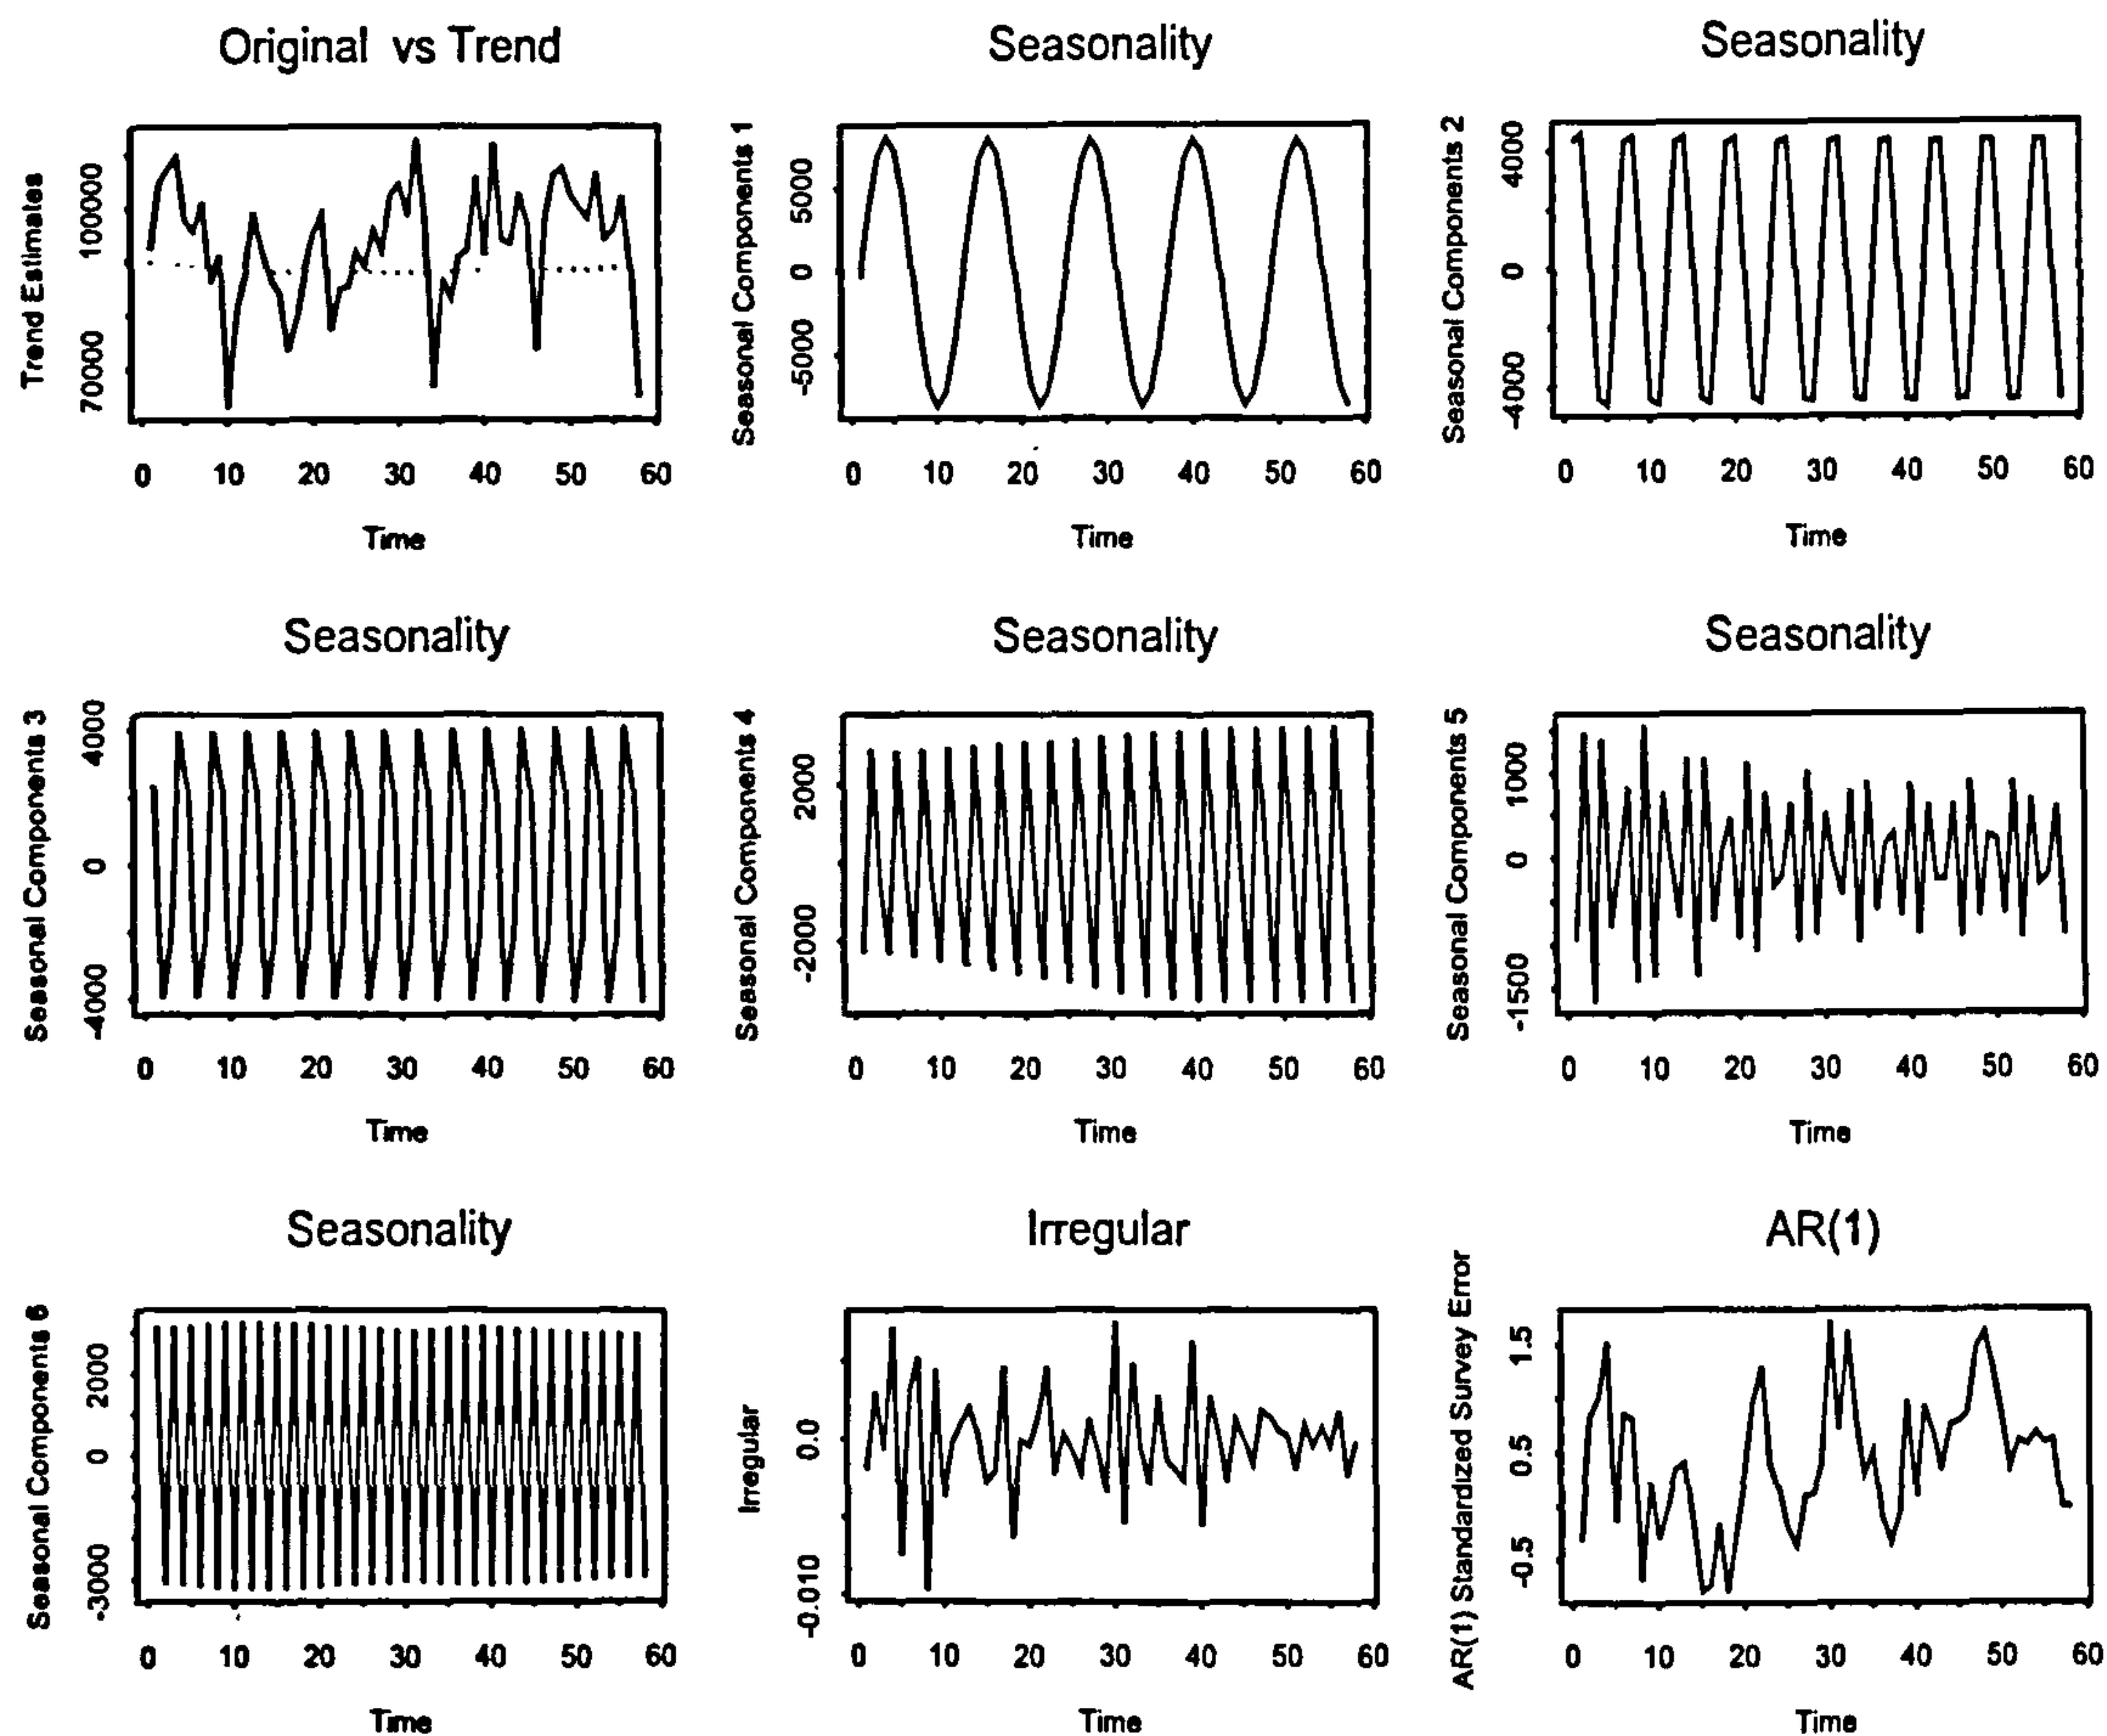 Original vs Trend
Trend Estimates
100000
70000
0 10 20 30 40 50 60
Time
Seasonality
Seasonal Components 1
5000
0
-5000
0 10 20 30 40 50 60
Time
Seasonality
Seasonal Components 2
4000
0
-4000
0 10 20 30 40 50 60
Time
Seasonality
Seasonal Components 3
4000
0
-4000
0 10 20 30 40 50 60
Time
Seasonality
Seasonal Components 4
2000
-2000
0 10 20 30 40 50 60
Time
Seasonality
Seasonal Components 5
1000
0
-1500
0 10 20 30 40 50 60
Time
Seasonality
Seasonal Components 6
2000
0
-3000
0 10 20 30 40 50 60
Time
Irregular
Irregular
0.0
-0.010
0 10 20 30 40 50 60
Time
AR(1)
AR(1) Standardized Survey Error
1.5
0.5
-0.5
0 10 20 30 40 50 60
Time